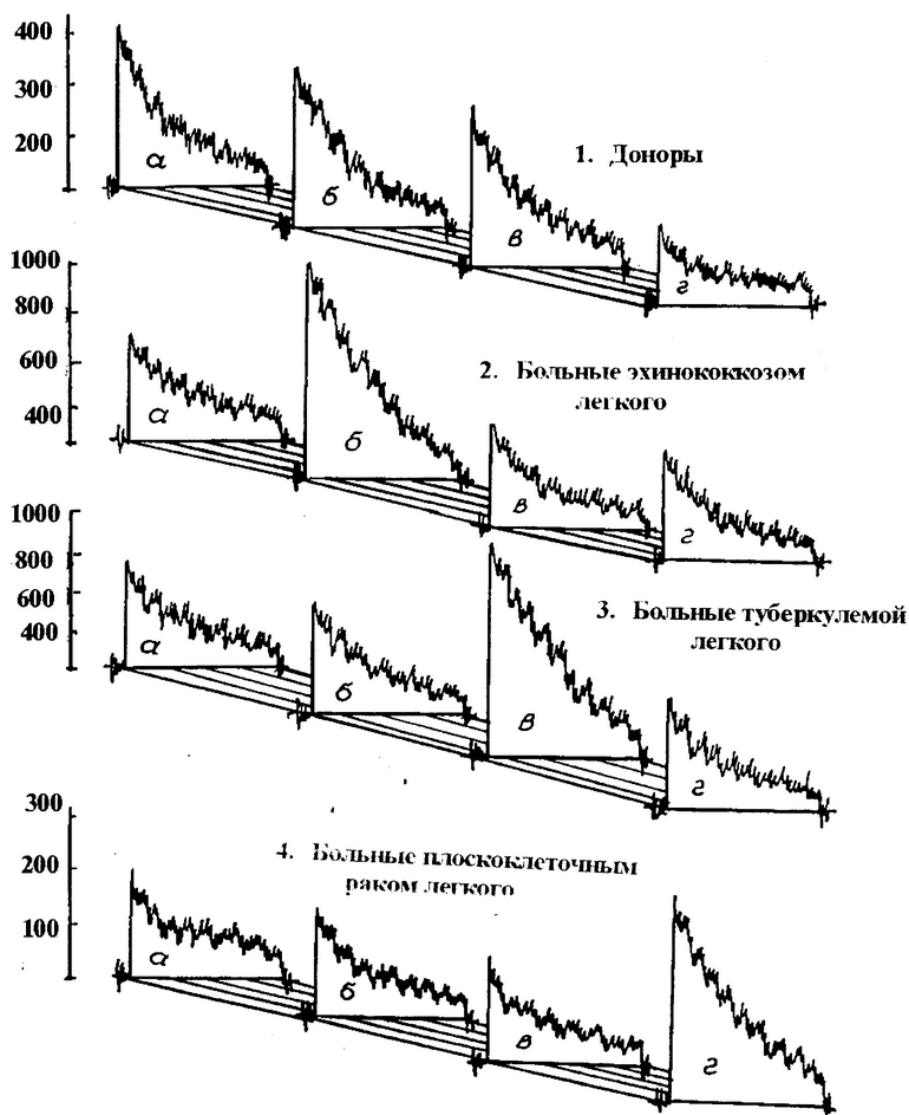 400
300
200
а
б
в
г
1. Доноры
1000
800
600
400
а
б
в
г
2. Больные эхинококкозом
легкого
1000
800
600
400
а
б
в
г
3. Больные туберкулемой
легкого
300
200
100
а
б
в
г
4. Больные плоскоклеточным
раком легкого